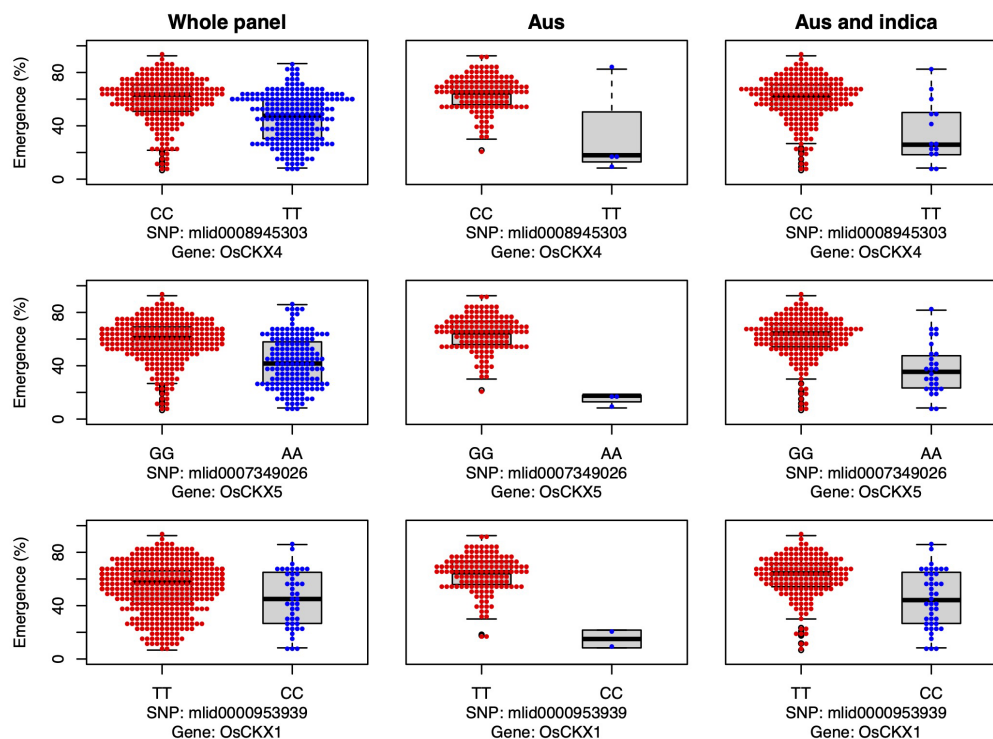 Whole panel Aus Aus and indica
Emergence (%)
80
40
0
CC TT CC TT CC TT
SNP: mlid0008945303 SNP: mlid0008945303 SNP: mlid0008945303
Gene: OsCKX4 Gene: OsCKX4 Gene: OsCKX4
Emergence (%)
80
40
0
GG AA GG AA GG AA
SNP: mlid0007349026 SNP: mlid0007349026 SNP: mlid0007349026
Gene: OsCKX5 Gene: OsCKX5 Gene: OsCKX5
Emergence (%)
80
40
0
TT CC TT CC TT CC
SNP: mlid0000953939 SNP: mlid0000953939 SNP: mlid0000953939
Gene: OsCKX1 Gene: OsCKX1 Gene: OsCKX1